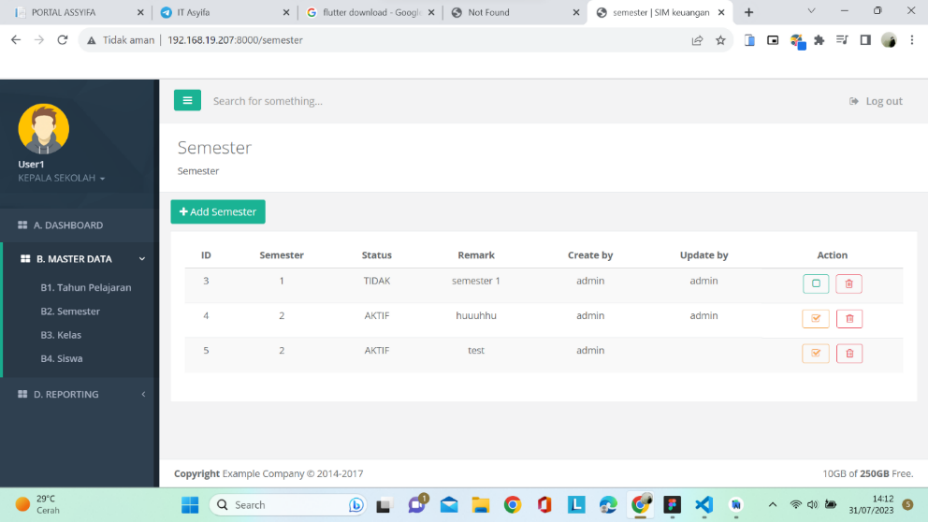 PORTAL ASSYIFA
IT Asyifa
flutter download - Google
Not Found
semester | SIM keuangan
Tidak aman | 192.168.19.207:8000/semester
Search for something...
Log out
User1
KEPALA SEKOLAH
Semester
Semester
Add Semester
A. DASHBOARD
B. MASTER DATA
B1. Tahun Pelajaran
B2. Semester
B3. Kelas
B4. Siswa
D. REPORTING
ID Semester Status Remark Create by Update by Action
3 1 TIDAK semester 1 admin admin
4 2 AKTIF huuuhhu admin admin
5 2 AKTIF test admin
Copyright Example Company © 2014-2017
10GB of 250GB Free.
29°C
Cerah
Search
1
14:12
31/07/2023
5